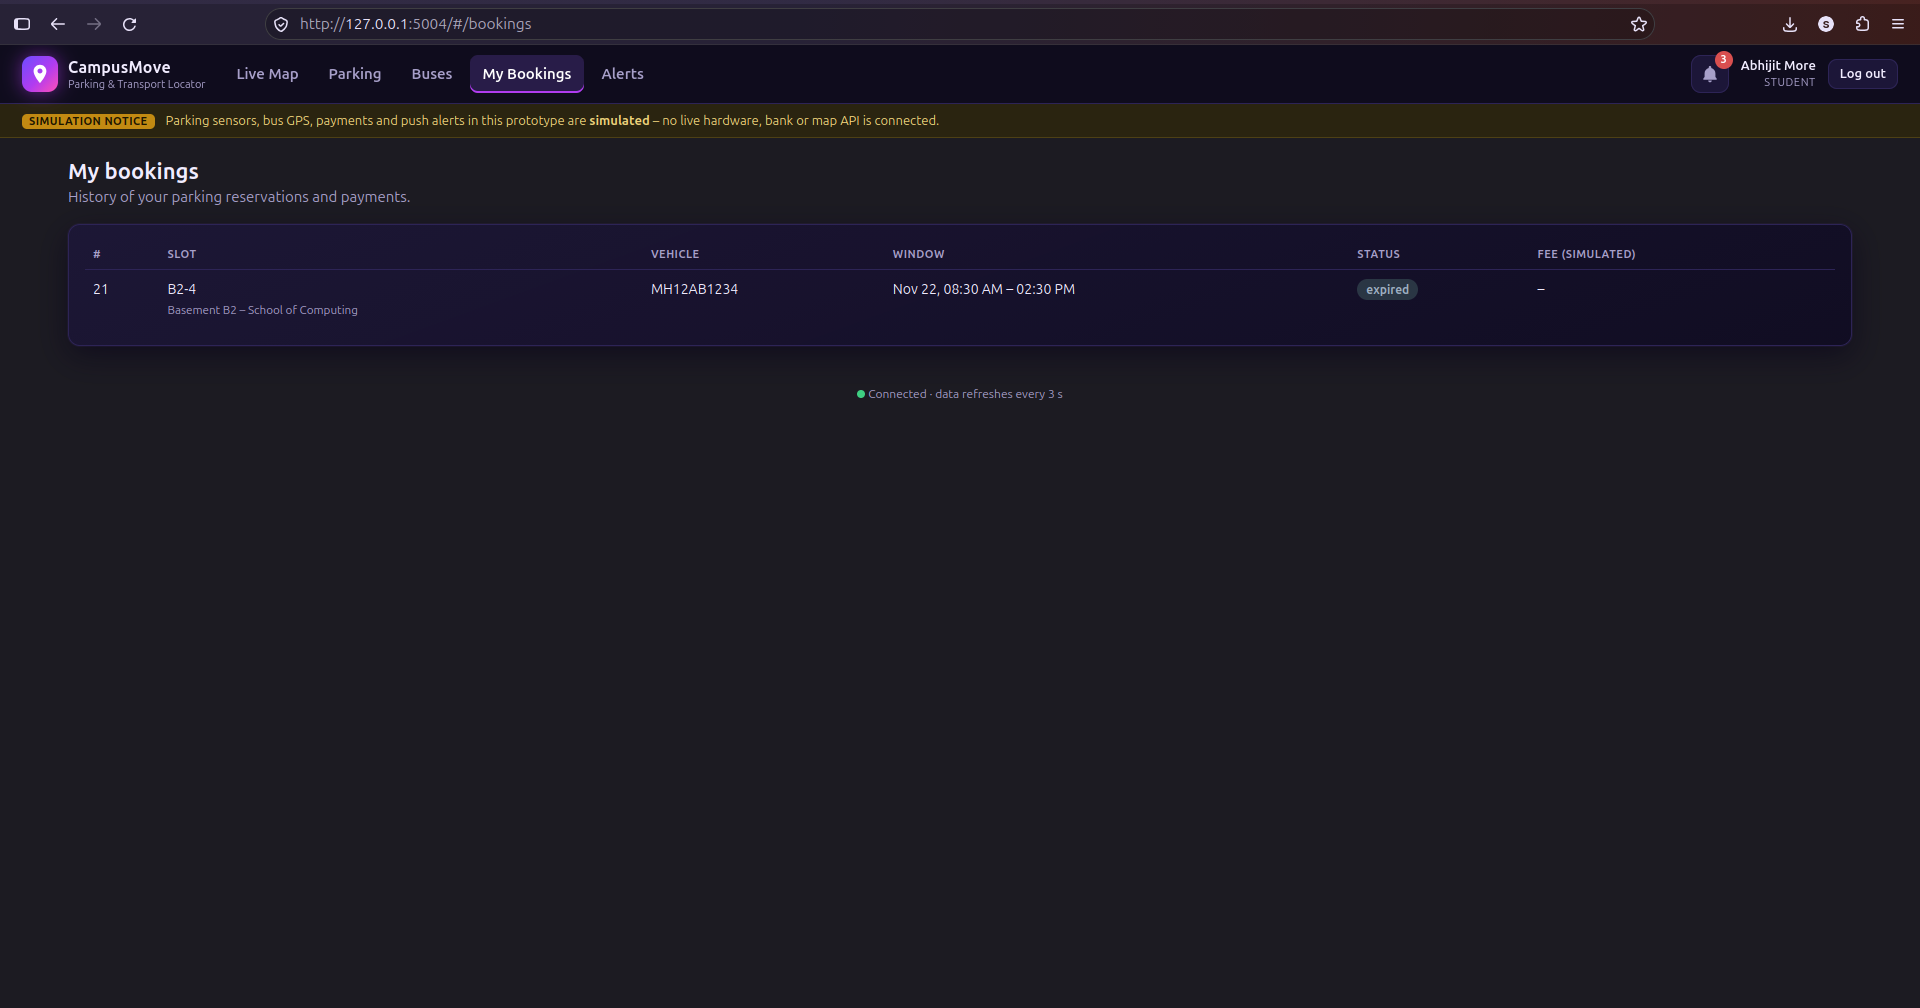 http://127.0.0.1:5004/#/bookings
S
CampusMove
Parking & Transport Locator
Live Map
Parking
Buses
My Bookings
Alerts
3
Abhijit More
STUDENT
Log out
SIMULATION NOTICE Parking sensors, bus GPS, payments and push alerts in this prototype are simulated – no live hardware, bank or map API is connected.
My bookings
History of your parking reservations and payments.
# SLOT VEHICLE WINDOW STATUS FEE (SIMULATED)
21 B2-4 MH12AB1234 Nov 22, 08:30 AM – 02:30 PM expired –
Basement B2 – School of Computing
Connected · data refreshes every 3 s